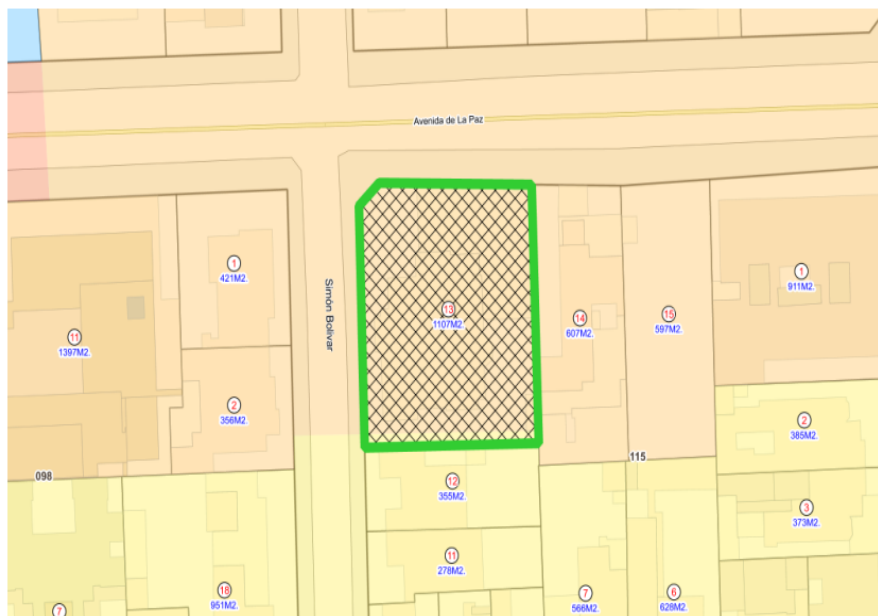 Avenida de La Paz
Simón Bolívar
1
421M2.
1
911M2.
13
1107M2.
14
607M2.
15
597M2.
11
1397M2.
2
356M2.
2
385M2.
098
115
12
355M2.
3
373M2.
11
278M2.
18
951M2.
7
566M2.
6
628M2.
7